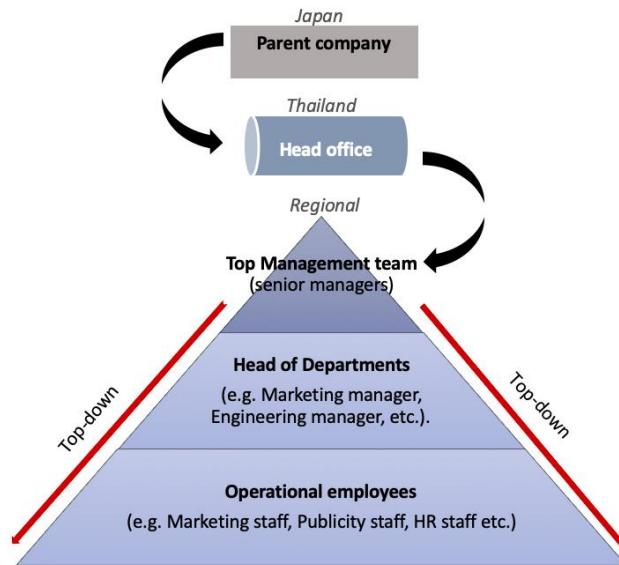 Japan
Parent company
Thailand
Head office
Regional
Top Management team
(senior managers)
Head of Departments
(e.g. Marketing manager,
Engineering manager, etc.).
Top-down
Top-down
Operational employees
(e.g. Marketing staff, Publicity staff, HR staff etc.)